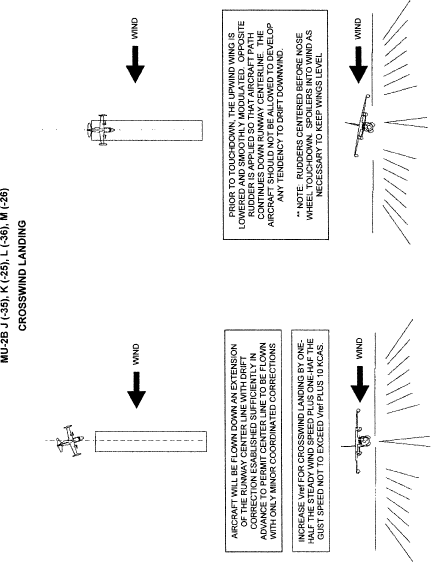 MU-2B J (-35), K (-25), L (-36), M (-26)
CROSSWIND LANDING
WIND
AIRCRAFT WILL BE FLOWN DOWN AN EXTENSION
OF THE RUNWAY CENTER LINE WITH DRIFT
CORRECTION ESABLISHED SUFFICIENTLY IN
ADVANCE TO PERMIT CENTER LINE TO BE FLOWN
WITH ONLY MINOR COORDINATED CORRECTIONS
INCREASE Vref FOR CROSSWIND LANDING BY ONE-
HALF THE STEADY WIND SPEED PLUS ONE-HAF THE
GUST SPEED NOT TO EXCEED Vref PLUS 10 KCAS.
WIND
WIND
PRIOR TO TOUCHDOWN, THE UPWIND WING IS
LOWERED AND SMOOTHLY MODULATED. OPPOSITE
RUDDER IS APPLIED SO THAT AIRCRAFT PATH
CONTINUES DOWN RUNWAY CENTERLINE. THE
AIRCRAFT SHOULD NOT BE ALLOWED TO DEVELOP
ANY TENDENCY TO DRIFT DOWNWIND.
** NOTE: RUDDERS CENTERED BEFORE NOSE
WHEEL TOUCHDOWN. SPOILERS INTO WIND AS
NECESSARY TO KEEP WINGS LEVEL
WIND